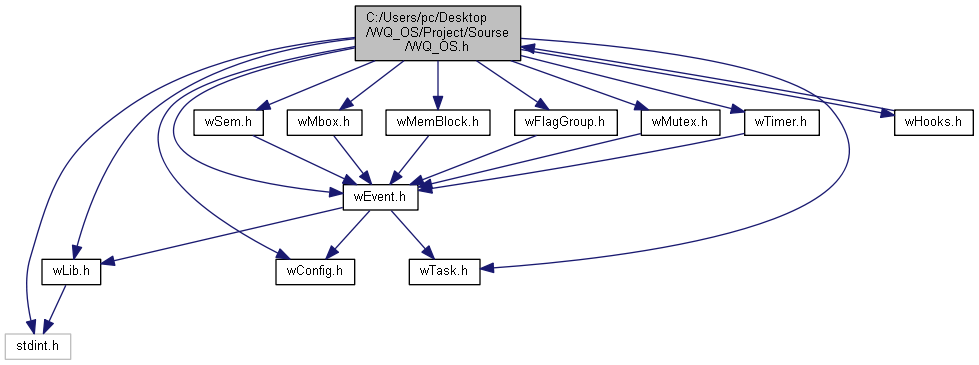 C:/Users/pc/Desktop
/WQ_OS/Project/Sourse
/WQ_OS.h
wSem.h
wMbox.h
wMemBlock.h
wFlagGroup.h
wMutex.h
wTimer.h
wHooks.h
wEvent.h
wLib.h
wConfig.h
wTask.h
stdint.h